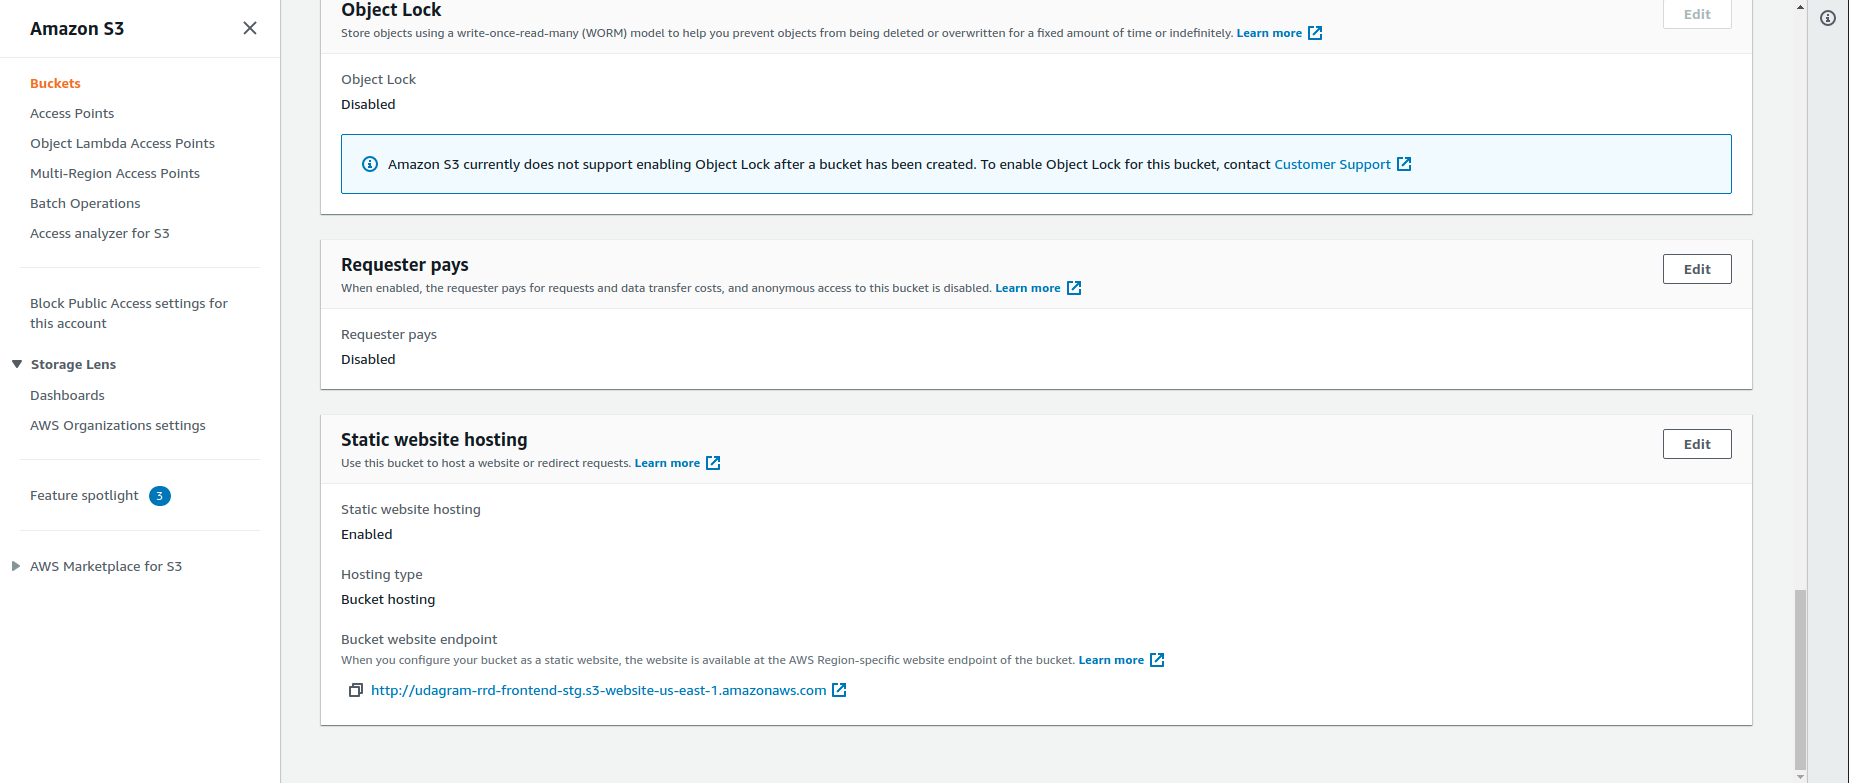 Amazon S3
Buckets
Access Points
Object Lambda Access Points
Multi-Region Access Points
Batch Operations
Access analyzer for S3
Block Public Access settings for
this account
Storage Lens
Dashboards
AWS Organizations settings
Feature spotlight 3
AWS Marketplace for S3
Object Lock
Edit
Store objects using a write-once-read-many (WORM) model to help you prevent objects from being deleted or overwritten for a fixed amount of time or indefinitely. Learn more
Object Lock
Disabled
Amazon S3 currently does not support enabling Object Lock after a bucket has been created. To enable Object Lock for this bucket, contact Customer Support
Requester pays
Edit
When enabled, the requester pays for requests and data transfer costs, and anonymous access to this bucket is disabled. Learn more
Requester pays
Disabled
Static website hosting
Edit
Use this bucket to host a website or redirect requests. Learn more
Static website hosting
Enabled
Hosting type
Bucket hosting
Bucket website endpoint
When you configure your bucket as a static website, the website is available at the AWS Region-specific website endpoint of the bucket. Learn more
http://udagram-rrd-frontend-stg.s3-website-us-east-1.amazonaws.com